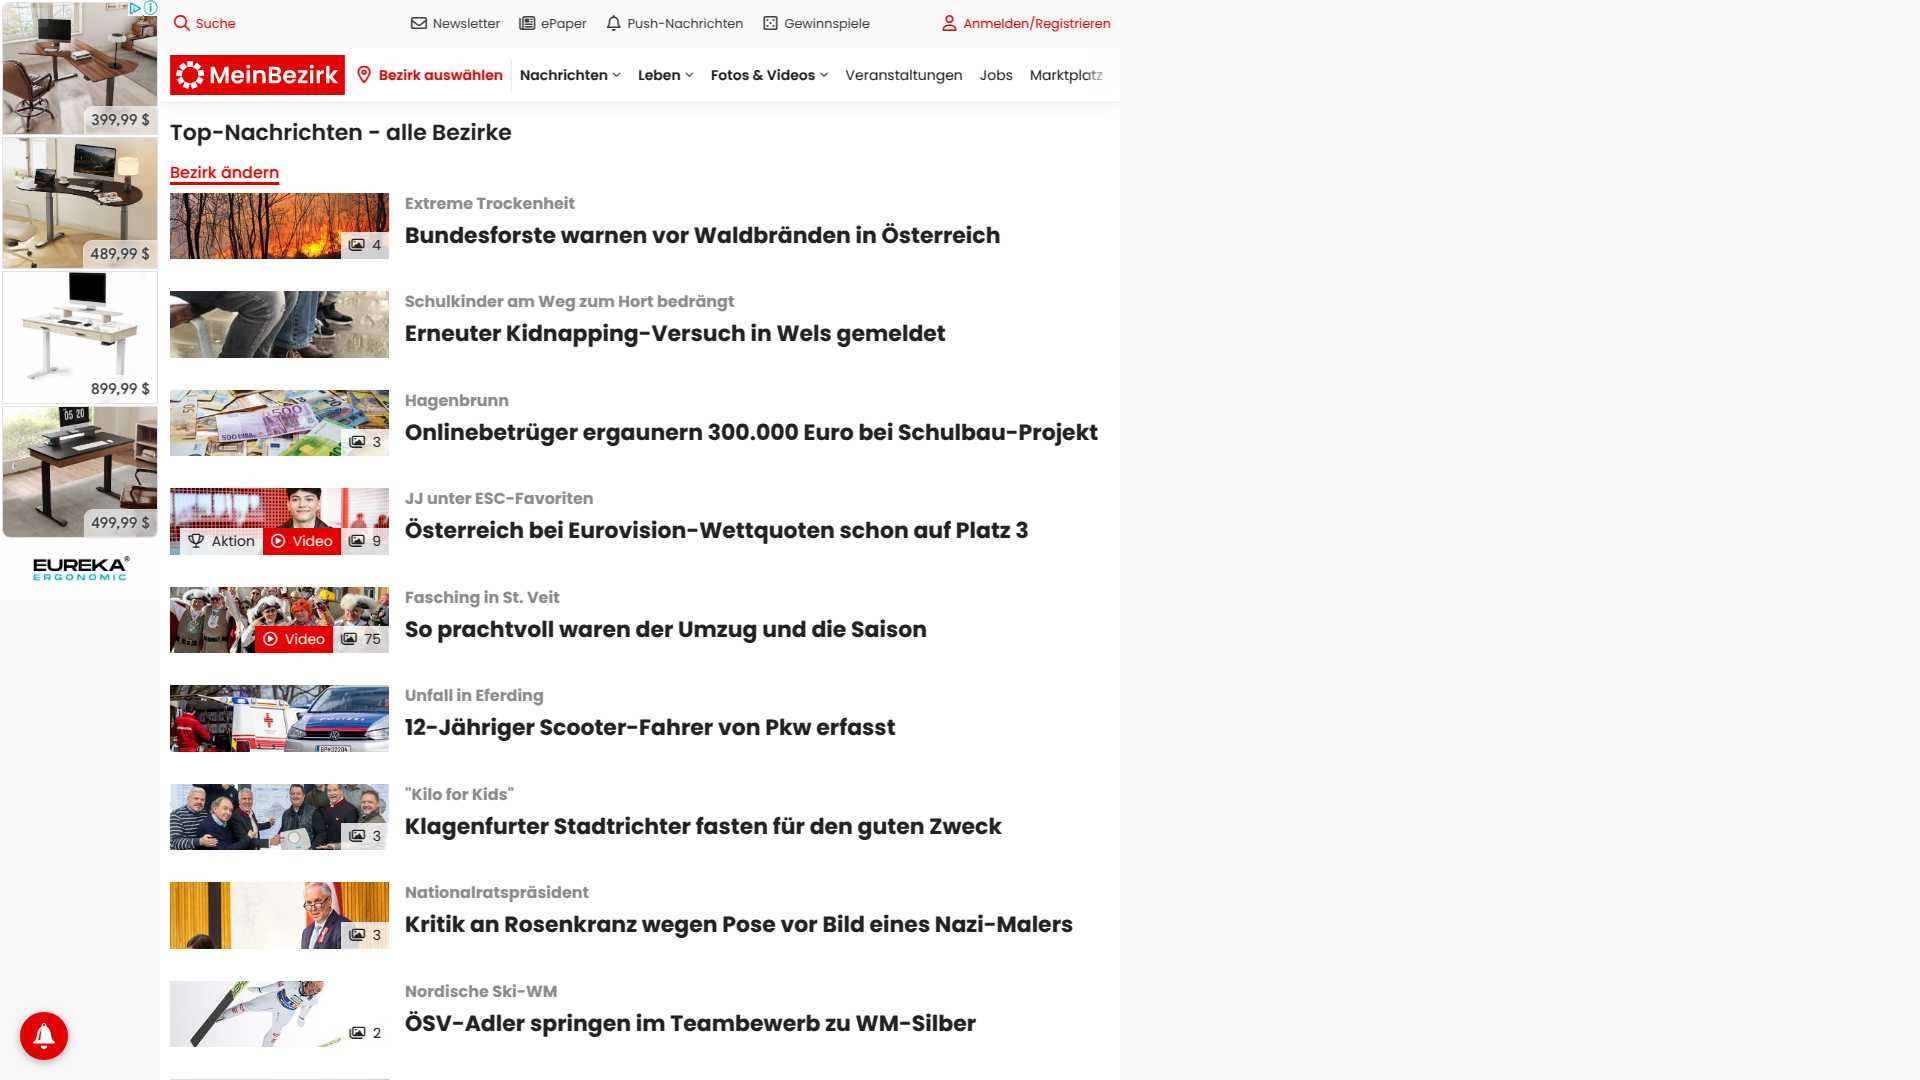 Suche
Newsletter
ePaper
Push-Nachrichten
Gewinnspiele
Anmelden/Registrieren
MeinBezirk
Bezirk auswählen
Nachrichten
Leben
Fotos & Videos
Veranstaltungen
Jobs
Marktplatz
399,99 $
489,99 $
899,99 $
05 20
499,99 $
EUREKA®
ERGONOMIC
Top-Nachrichten - alle Bezirke
Bezirk ändern
4
Extreme Trockenheit
Bundesforste warnen vor Waldbränden in Österreich
Schulkinder am Weg zum Hort bedrängt
Erneuter Kidnapping-Versuch in Wels gemeldet
3
Hagenbrunn
Onlinebetrüger ergaunern 300.000 Euro bei Schulbau-Projekt
Aktion
Video
9
JJ unter ESC-Favoriten
Österreich bei Eurovision-Wettquoten schon auf Platz 3
Video
75
Fasching in St. Veit
So prachtvoll waren der Umzug und die Saison
Unfall in Eferding
12-Jähriger Scooter-Fahrer von Pkw erfasst
3
"Kilo for Kids"
Klagenfurter Stadtrichter fasten für den guten Zweck
3
Nationalratspräsident
Kritik an Rosenkranz wegen Pose vor Bild eines Nazi-Malers
2
Nordische Ski-WM
ÖSV-Adler springen im Teambewerb zu WM-Silber